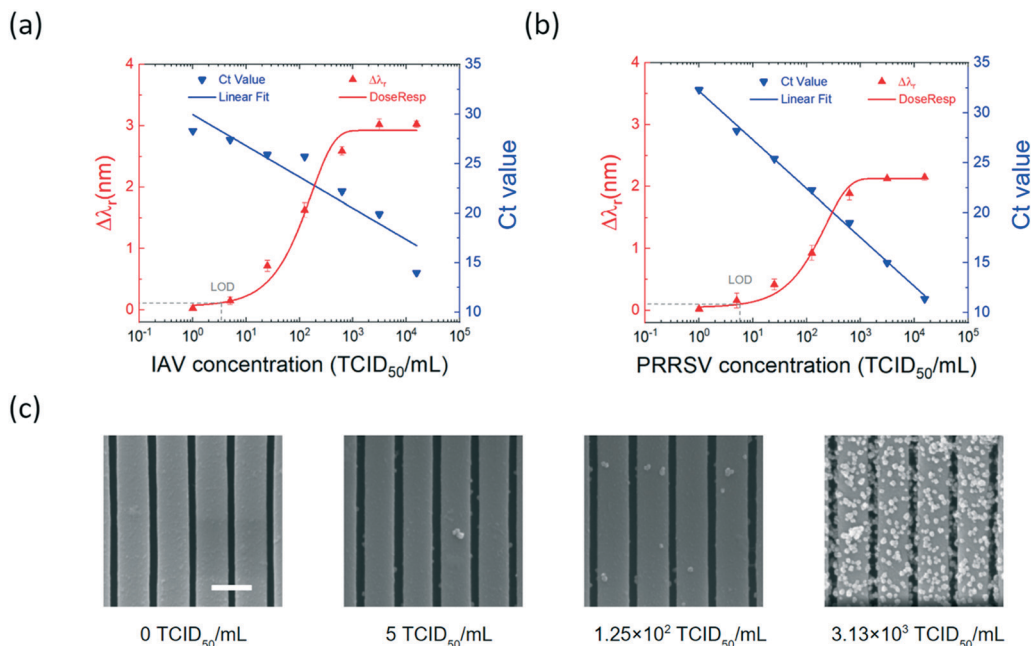 (a)
Ct Value
Δλr
Linear Fit
DoseResp
4
3
2
1
0
Δλr(nm)
35
30
25
20
15
10
Ct value
LOD
10⁻¹ 10⁰ 10¹ 10² 10³ 10⁴ 10⁵
IAV concentration (TCID₅₀/mL)
(b)
Ct Value
Δλr
Linear Fit
DoseResp
4
3
2
1
0
Δλr(nm)
35
30
25
20
15
10
Ct value
LOD
10⁻¹ 10⁰ 10¹ 10² 10³ 10⁴ 10⁵
PRRSV concentration (TCID₅₀/mL)
(c)
0 TCID₅₀/mL
5 TCID₅₀/mL
1.25×10² TCID₅₀/mL
3.13×10³ TCID₅₀/mL